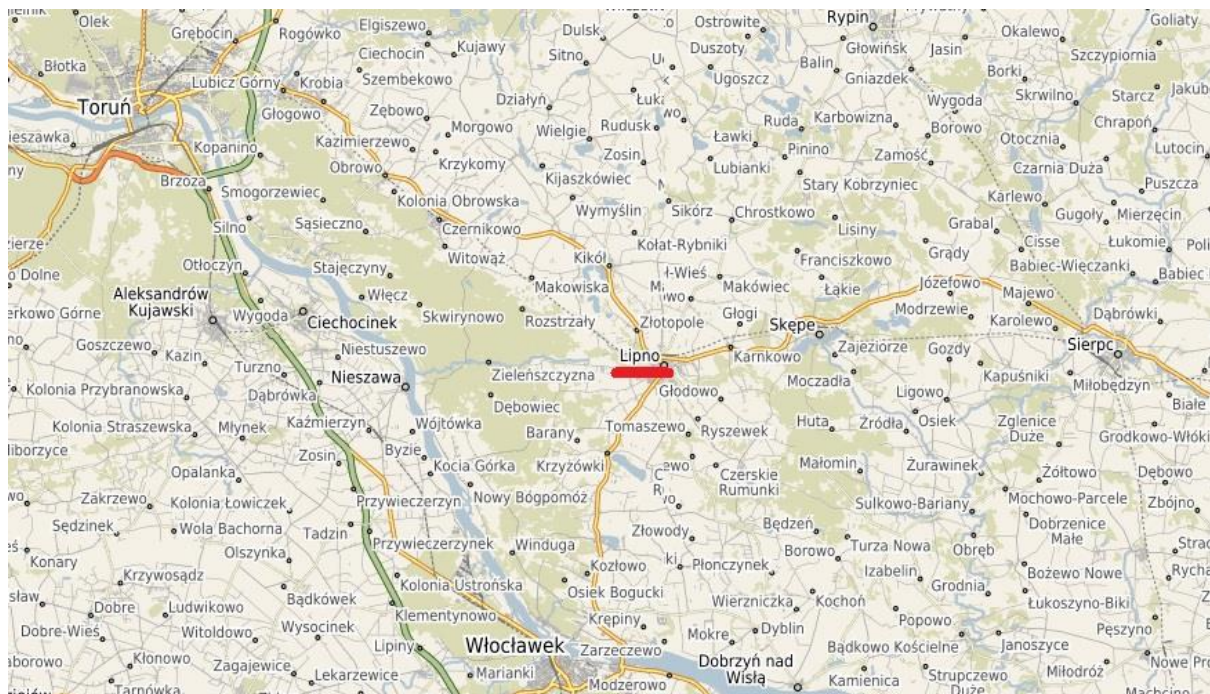 Olek
Grębocin
Rogówko
Elgiszewo
Ciechocin
Kujawy
Dulsk
Sitno
Ostrowite
Duszoty
Rypin
Głowińsk
Jasin
Okalewo
Szczypiornia
Goliaty
Błotka
Lubicz Górny
Krobia
Szembekowo
Ugoszcz
Balin
Gniazdek
Borki
Skrwilno
Starcz
Toruń
Głogowo
Zębowo
Działyń
Wielgie
Rudusk
Ławki
Ruda
Karbowizna
Wygoda
Borowo
Otocznia
Chrapoń
Kopanino
Kazimierzewo
Morgowo
Krzykomy
Zosin
Lubianki
Pinino
Zamość
Czarna Duża
Lutocin
Brzoza
Smogorzewiec
Obrowo
Kijaszkówiec
Stary Kobrzyniec
Karlewo
Puszcza
Kolonia Obrowska
Wymyślin
Sikórz
Chrostkowo
Lisiny
Grabal
Gugoły
Mierzęcin
Silno
Sąsieczno
Czernikowo
Kołat-Rybniki
Grądy
Cisse
Łukomie
Otłoczyn
Stajęczyny
Witowąż
Kikół
Franciszkowo
Babiec-Więczanki
Aleksandrów
Kujawski
Włęcz
Makowiska
Makówiec
Łąkie
Józefowo
Majewo
Wygoda
Ciechocinek
Skwirynowo
Rozstrzały
Złotopole
Głogi
Skępe
Modrzewie
Karolewo
Dąbrówki
Goszczewo
Kazin
Niestuszewo
Lipno
Karnkowo
Zajeziorze
Gozdy
Sierpc
Turzno
Nieszawa
Zieleńszczyzna
Moczadła
Kapuśniki
Miłobędzyn
Kolonia Przybranowska
Dąbrówka
Dębowiec
Głodowo
Ligowo
Białe
Kolonia Straszewska
Młynek
Kaźmierzyn
Wójtówka
Barany
Tomaszewo
Ryszewek
Huta
Źródła
Osiek
Zglenice
Duże
Zosin
Byzie
Kocia Górka
Krzyżówki
Czerskie
Rumunki
Malomin
Żurawinek
Żółtowo
Dębowo
Opalanka
Zakrzewo
Kolonia Łowiczek
Przywieczerzyn
Nowy Bógpomóż
Sulkowo-Bariany
Mochowo-Parcele
Zbójno
Sędzinek
Wola Bachorna
Tadzin
Złowody
Będzeń
Dobrzenice
Małe
Konary
Olszynka
Przywieczerzynek
Winduga
Płonczynek
Borowo
Turza Nowa
Obręb
Krzywosądz
Kolonia Ustrońska
Kozłowo
Izabelin
Bożewo Nowe
Dobre
Ludwikowo
Bądkówek
Osiek Bogucki
Wierzniczka
Kochoń
Grodnia
Łukoszyno-Biki
Dobre-Wieś
Witoldowo
Wysocinek
Klementynowo
Krępiny
Mokre
Dyblin
Popowo
Pęszyno
Kłonowo
Zagajewice
Lipiny
Włocławek
Zarzeczewo
Bądkowo Kościelne
Janoszyce
Tarnówka
Lekarzewice
Marianki
Modzerowo
Dobrzyń nad
Wisłą
Kamienica
Strupczewo
Duże
Miłodróż